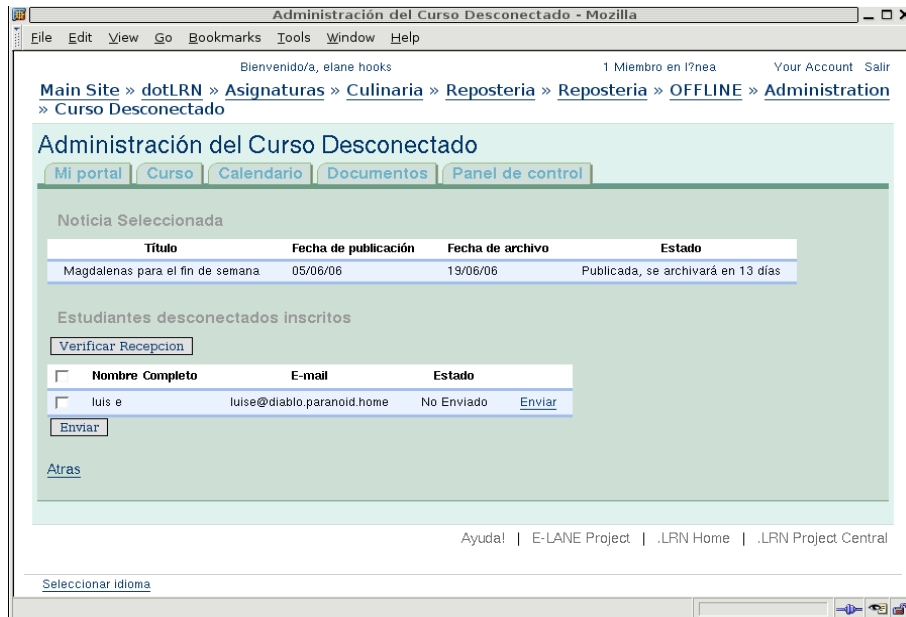 Administración del Curso Desconectado - Mozilla
File Edit View Go Bookmarks Tools Window Help
Bienvenido/a, elane hooks 1 Miembro en l?nea Your Account Salir
Main Site » dotLRN » Asignaturas » Culinaria » Reposteria » Reposteria » OFFLINE » Administration
» Curso Desconectado
Administración del Curso Desconectado
Mi portal Curso Calendario Documentos Panel de control
Noticia Seleccionada
Título Fecha de publicación Fecha de archivo Estado
Magdalenas para el fin de semana 05/06/06 19/06/06 Publicada, se archivará en 13 días
Estudiantes desconectados inscritos
Verificar Recepcion
Nombre Completo E-mail Estado
luis e luise@diablo.paranoid.home No Enviado Enviar
Enviar
Atras
Ayuda! | E-LANE Project | .LRN Home | .LRN Project Central
Seleccionar idioma